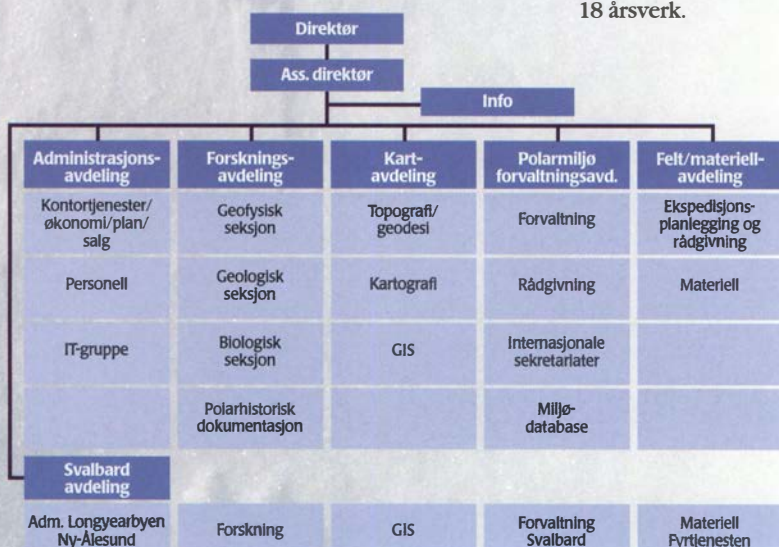 18 årsverk.
Direktør
Ass. direktør
Info
Administrasjons-
avdeling
Forsknings-
avdeling
Kart-
avdeling
Polarmiljø
forvaltningsavd.
Felt/materiell-
avdeling
Kontortjenester/
økonomi/plan/
salg
Geofysisk
seksjon
Topografi/
geodesi
Forvaltning
Ekspedisjons-
planlegging og
rådgivning
Personell
Geologisk
seksjon
Kartografi
Rådgivning
Materiell
IT-gruppe
Biologisk
seksjon
GIS
Internasjonale
sekretariater
Polarhistorisk
dokumentasjon
Miljø-
database
Svalbard
avdeling
Adm. Longyearbyen
Ny-Ålesund
Forskning
GIS
Forvaltning
Svalbard
Materiell
Fyrtjenesten